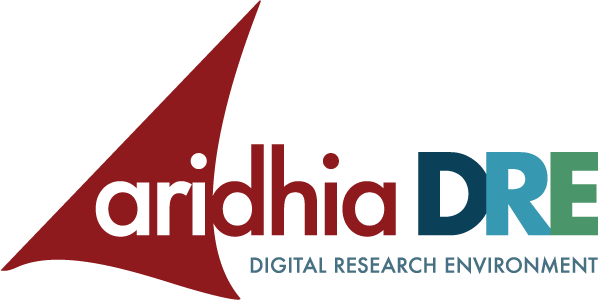 aridhia DRE
DIGITAL RESEARCH ENVIRONMENT